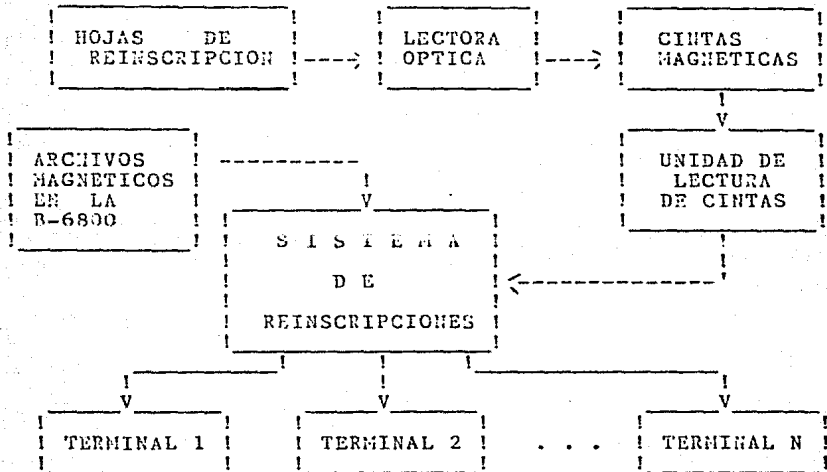 HOJAS DE
REINSCRIPCION
LECTORA
OPTICA
CINTAS
MAGNETICAS
ARCHIVOS
MAGNETICOS
EN LA
B-6800
UNIDAD DE
LECTURA
DE CINTAS
S I S T E M A
D E
REINSCRIPCIONES
TERMINAL 1
TERMINAL 2
. . .
TERMINAL N